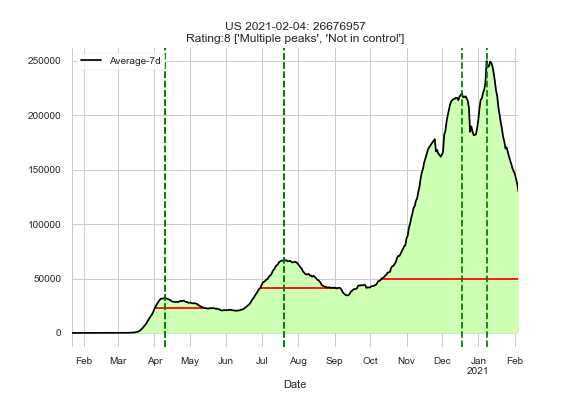 US 2021-02-04: 26676957
Rating:8 ['Multiple peaks', 'Not in control']
Average-7d
250000
200000
150000
100000
50000
0
Feb Mar Apr May Jun Jul Aug Sep Oct Nov Dec Jan Feb
2021
Date